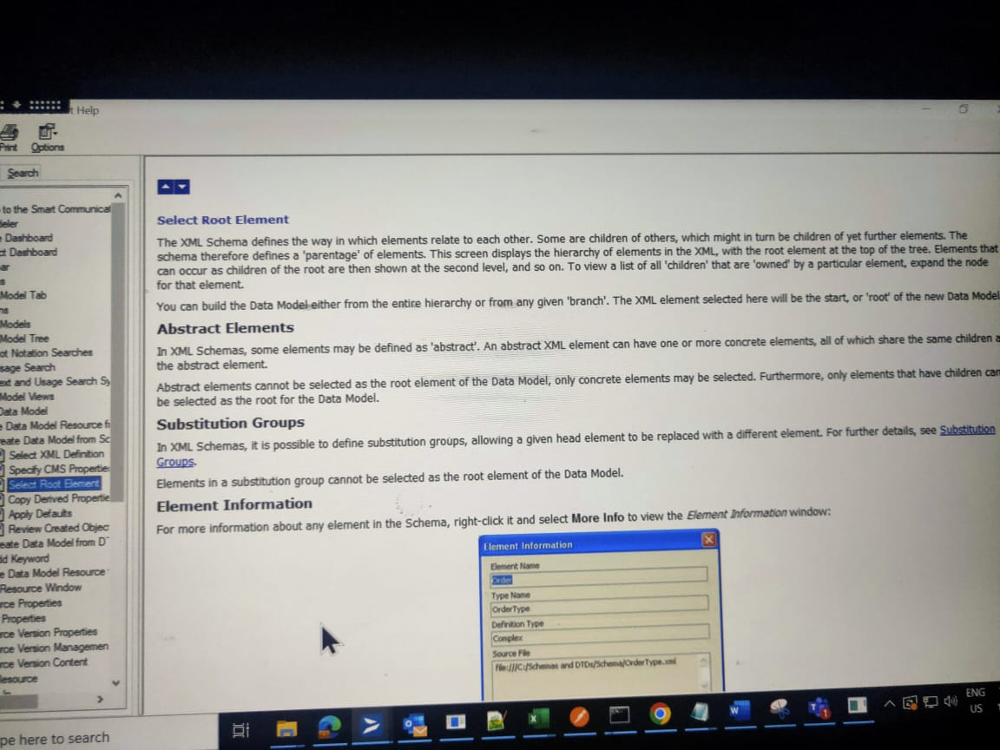 t Help
Print
Options
Search
to the Smart Communicat
deler
Dashboard
ct Dashboard
ar
s
Model Tab
ns
Models
Model Tree
ot Notation Searches
sage Search
ext and Usage Search Sy
Model Views
Data Model
e Data Model Resource fr
reate Data Model from Sc
Select XML Definition
Specify CMS Propertie
Select Root Element
Copy Derived Propertie
Apply Defaults
Review Created Objec
eate Data Model from D
dd Keyword
e Data Model Resource
Resource Window
rce Properties
Properties
rce Version Properties
rce Version Managemen
rce Version Content
Resource
Select Root Element
The XML Schema defines the way in which elements relate to each other. Some are children of others, which might in turn be children of yet further elements. The
schema therefore defines a 'parentage' of elements. This screen displays the hierarchy of elements in the XML, with the root element at the top of the tree. Elements that
can occur as children of the root are then shown at the second level, and so on. To view a list of all 'children' that are 'owned' by a particular element, expand the node
for that element.
You can build the Data Model either from the entire hierarchy or from any given 'branch'. The XML element selected here will be the start, or 'root' of the new Data Model
Abstract Elements
In XML Schemas, some elements may be defined as 'abstract'. An abstract XML element can have one or more concrete elements, all of which share the same children a
the abstract element.
Abstract elements cannot be selected as the root element of the Data Model, only concrete elements may be selected. Furthermore, only elements that have children can
be selected as the root for the Data Model.
Substitution Groups
In XML Schemas, it is possible to define substitution groups, allowing a given head element to be replaced with a different element. For further details, see Substitution
Groups.
Elements in a substitution group cannot be selected as the root element of the Data Model.
Element Information
For more information about any element in the Schema, right-click it and select More Info to view the Element Information window:
Element Information
Element Name
Order
Type Name
OrderType
Definition Type
Complex
Source File
file:///C:/Schemas and DTDs/Schema/OrderType.xml
pe here to search
ENG
US